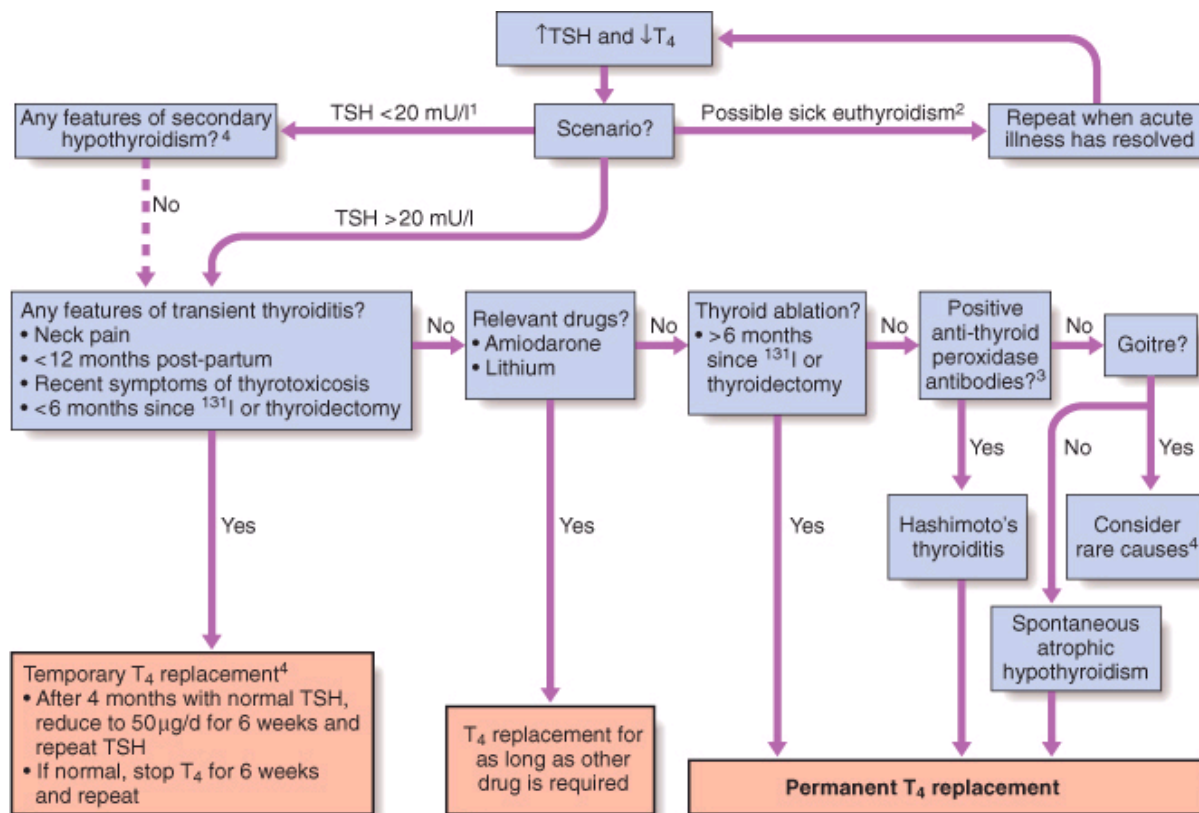 ↑TSH and ↓T₄
TSH <20 mU/l¹
Possible sick euthyroidism²
Any features of secondary
hypothyroidism?⁴
Scenario?
Repeat when acute
illness has resolved
No
TSH >20 mU/l
Any features of transient thyroiditis?
• Neck pain
• <12 months post-partum
• Recent symptoms of thyrotoxicosis
• <6 months since ¹³¹I or thyroidectomy
No
Relevant drugs?
• Amiodarone
• Lithium
No
Thyroid ablation?
• >6 months
since ¹³¹I or
thyroidectomy
No
Positive
anti-thyroid
peroxidase
antibodies?³
No
Goitre?
Yes
Yes
Yes
Yes
No
Yes
Hashimoto's
thyroiditis
Consider
rare causes⁴
Spontaneous
atrophic
hypothyroidism
Temporary T₄ replacement⁴
• After 4 months with normal TSH,
reduce to 50µg/d for 6 weeks and
repeat TSH
• If normal, stop T₄ for 6 weeks
and repeat
T₄ replacement for
as long as other
drug is required
Permanent T₄ replacement